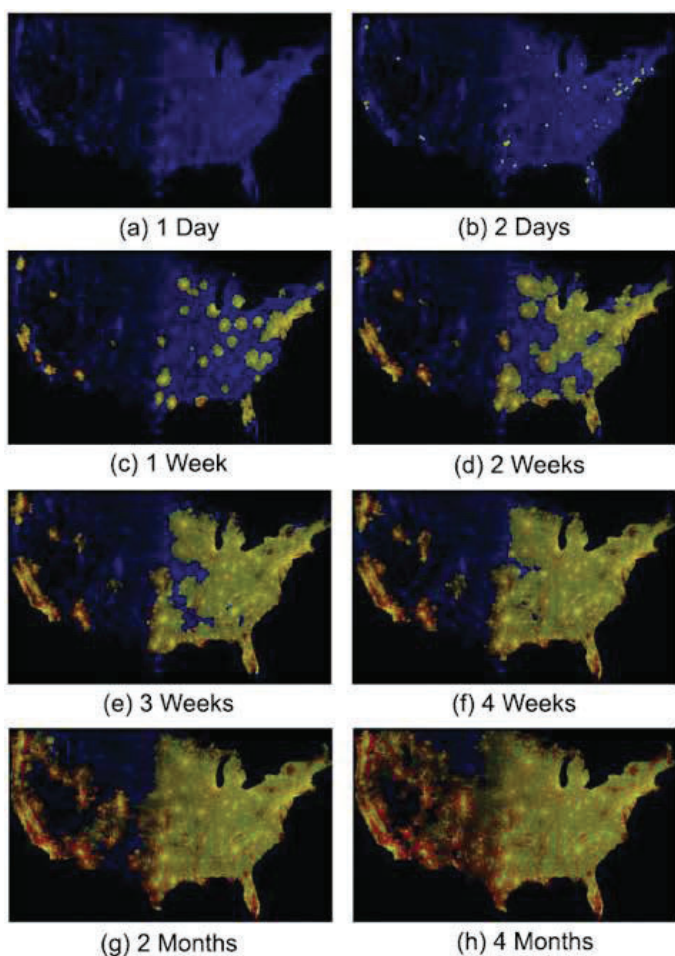 (a) 1 Day
(b) 2 Days
(c) 1 Week
(d) 2 Weeks
(e) 3 Weeks
(f) 4 Weeks
(g) 2 Months
(h) 4 Months